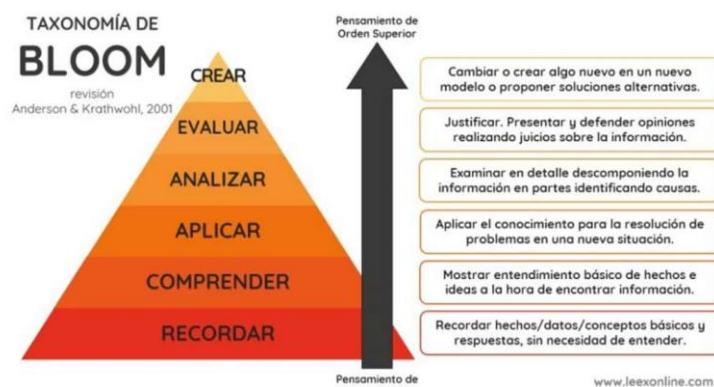 TAXONOMÍA DE
BLOOM
revisión
Anderson & Krathwohl, 2001
Pensamiento de
Orden Superior
CREAR
Cambiar o crear algo nuevo en un nuevo
modelo o proponer soluciones alternativas.
EVALUAR
Justificar. Presentar y defender opiniones
realizando juicios sobre la información.
ANALIZAR
Examinar en detalle descomponiendo la
información en partes identificando causas.
APLICAR
Aplicar el conocimiento para la resolución de
problemas en una nueva situación.
COMPRENDER
Mostrar entendimiento básico de hechos e
ideas a la hora de encontrar información.
RECORDAR
Recordar hechos/datos/conceptos básicos y
respuestas, sin necesidad de entender.
Pensamiento de
www.leexonline.com